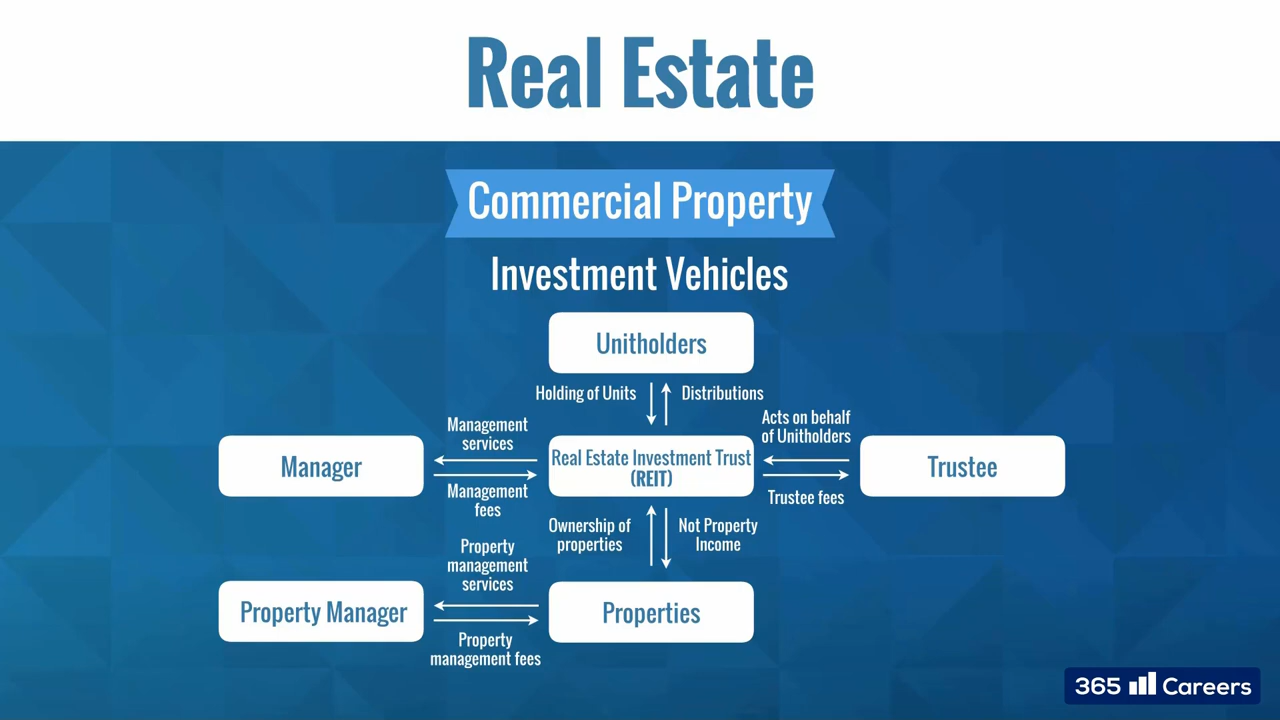 Real Estate
Commercial Property
Investment Vehicles
Unitholders
Holding of Units
Distributions
Management
services
Acts on behalf
of Unitholders
Manager
Real Estate Investment Trust
(REIT)
Trustee
Management
fees
Trustee fees
Ownership of
properties
Not Property
Income
Property
management
services
Property Manager
Properties
Property
management fees
365 Careers